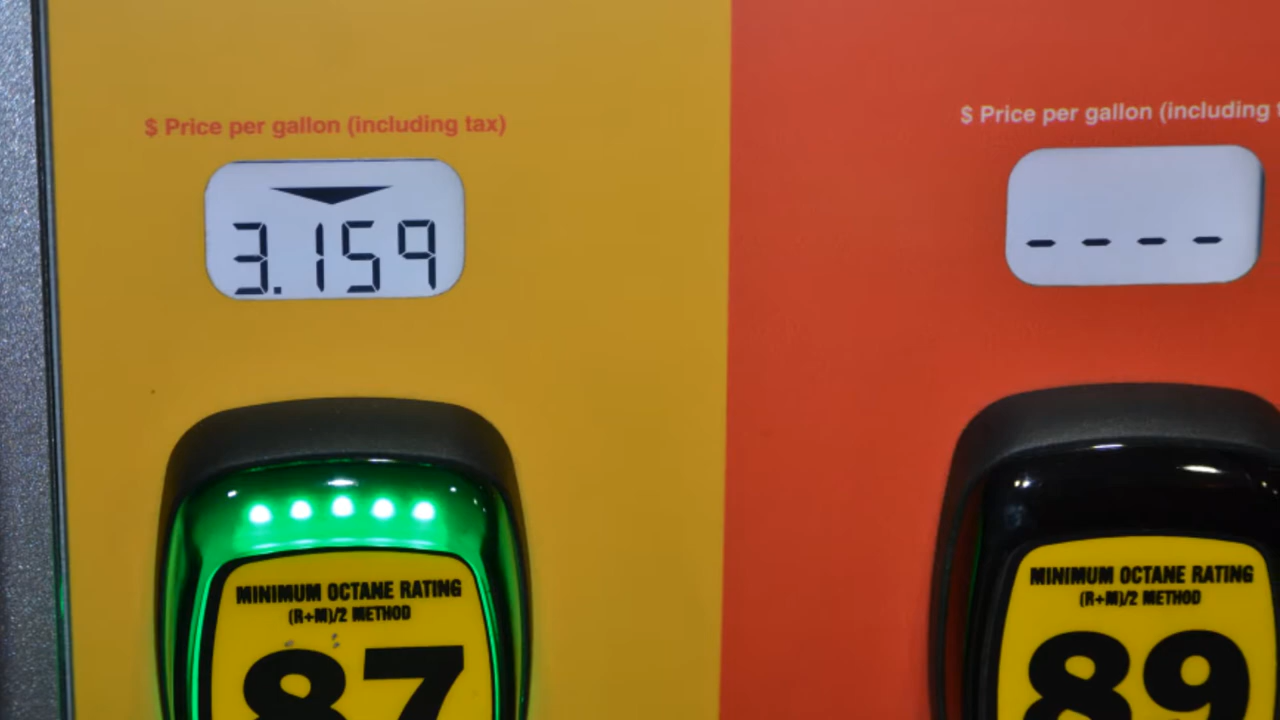 $ Price per gallon (including tax)
3.159
MINIMUM OCTANE RATING
(R+M)/2 METHOD
87
$ Price per gallon (including
- - - -
MINIMUM OCTANE RATING
(R+M)/2 METHOD
89